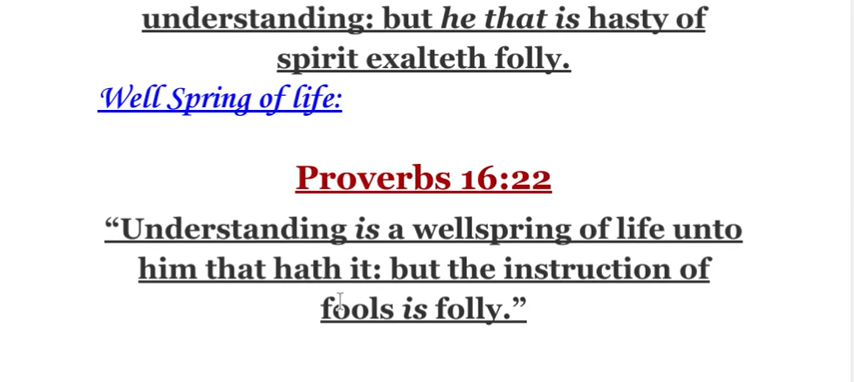 understanding: but he that is hasty of
spirit exalteth folly.
Well Spring of life:
Proverbs 16:22
“Understanding is a wellspring of life unto
him that hath it: but the instruction of
fools is folly.”